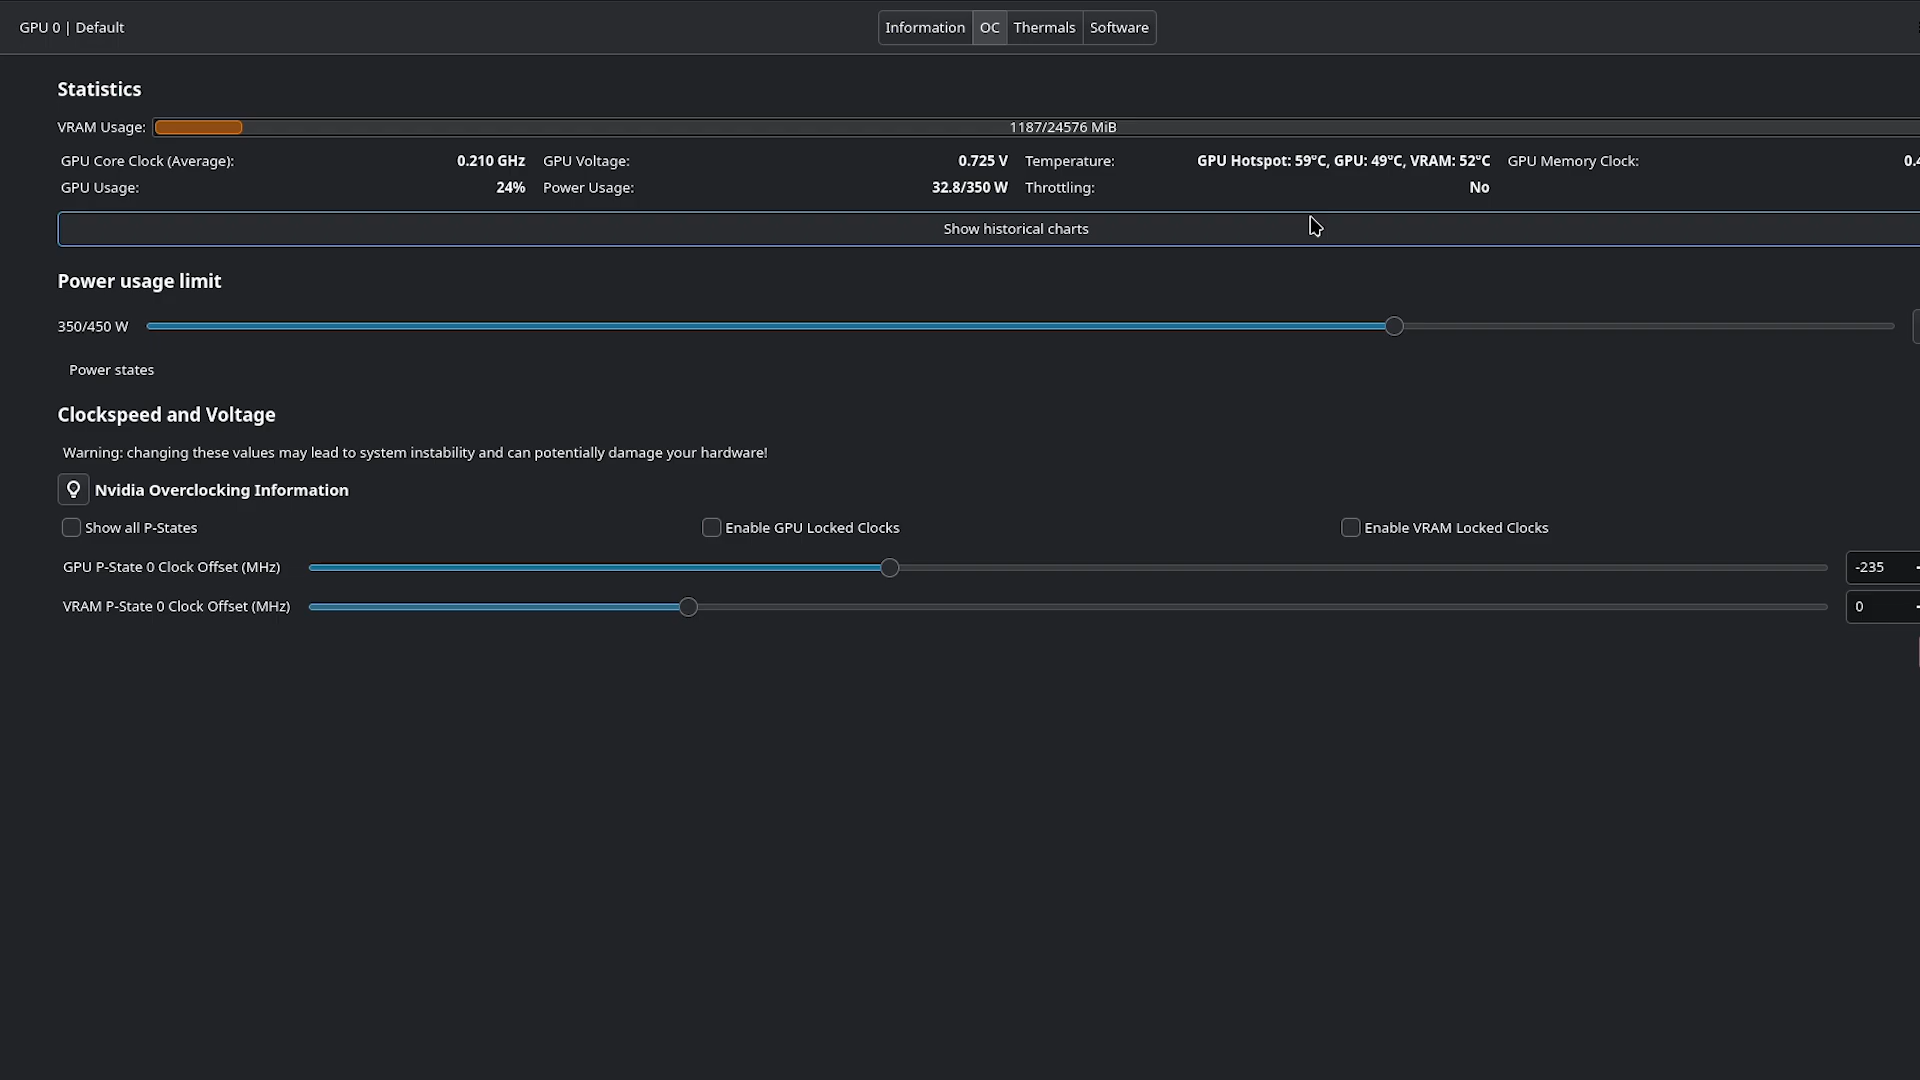 GPU 0 | Default
Information OC Thermals Software
Statistics
VRAM Usage: 1187/24576 MiB
GPU Core Clock (Average): 0.210 GHz GPU Voltage: 0.725 V Temperature: GPU Hotspot: 59°C, GPU: 49°C, VRAM: 52°C GPU Memory Clock:
GPU Usage: 24% Power Usage: 32.8/350 W Throttling: No
Show historical charts
Power usage limit
350/450 W
Power states
Clockspeed and Voltage
Warning: changing these values may lead to system instability and can potentially damage your hardware!
Nvidia Overclocking Information
Show all P-States Enable GPU Locked Clocks Enable VRAM Locked Clocks
GPU P-State 0 Clock Offset (MHz) -235
VRAM P-State 0 Clock Offset (MHz) 0